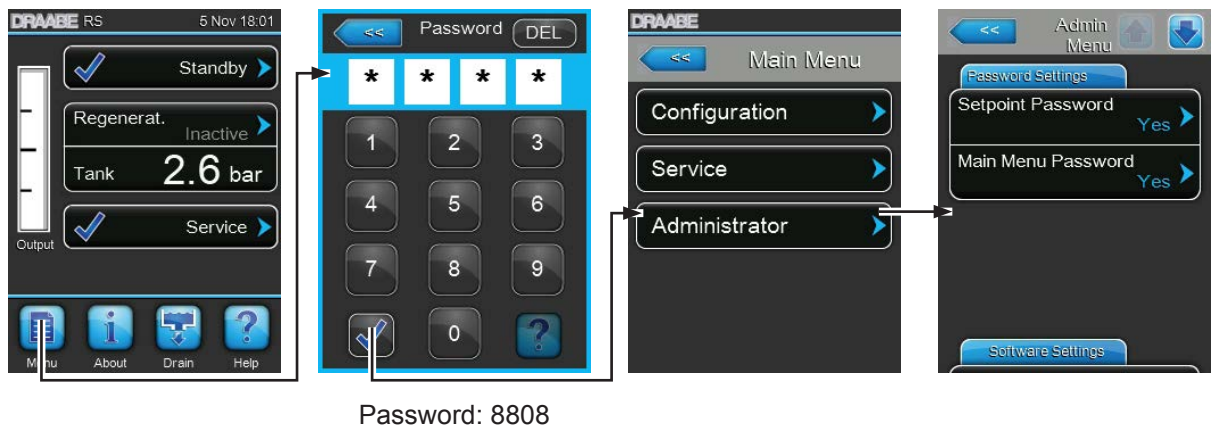 DRAABE RS 5 Nov 18:01
Standby
Regenerat.
Inactive
Tank 2.6 bar
Service
Output
Menu About Drain Help
<< Password DEL
* * * *
1 2 3
4 5 6
7 8 9
0 ?
Password: 8808
DRAABE
<< Main Menu
Configuration
Service
Administrator
<< Admin
Menu
Password Settings
Setpoint Password
Yes
Main Menu Password
Yes
Software Settings